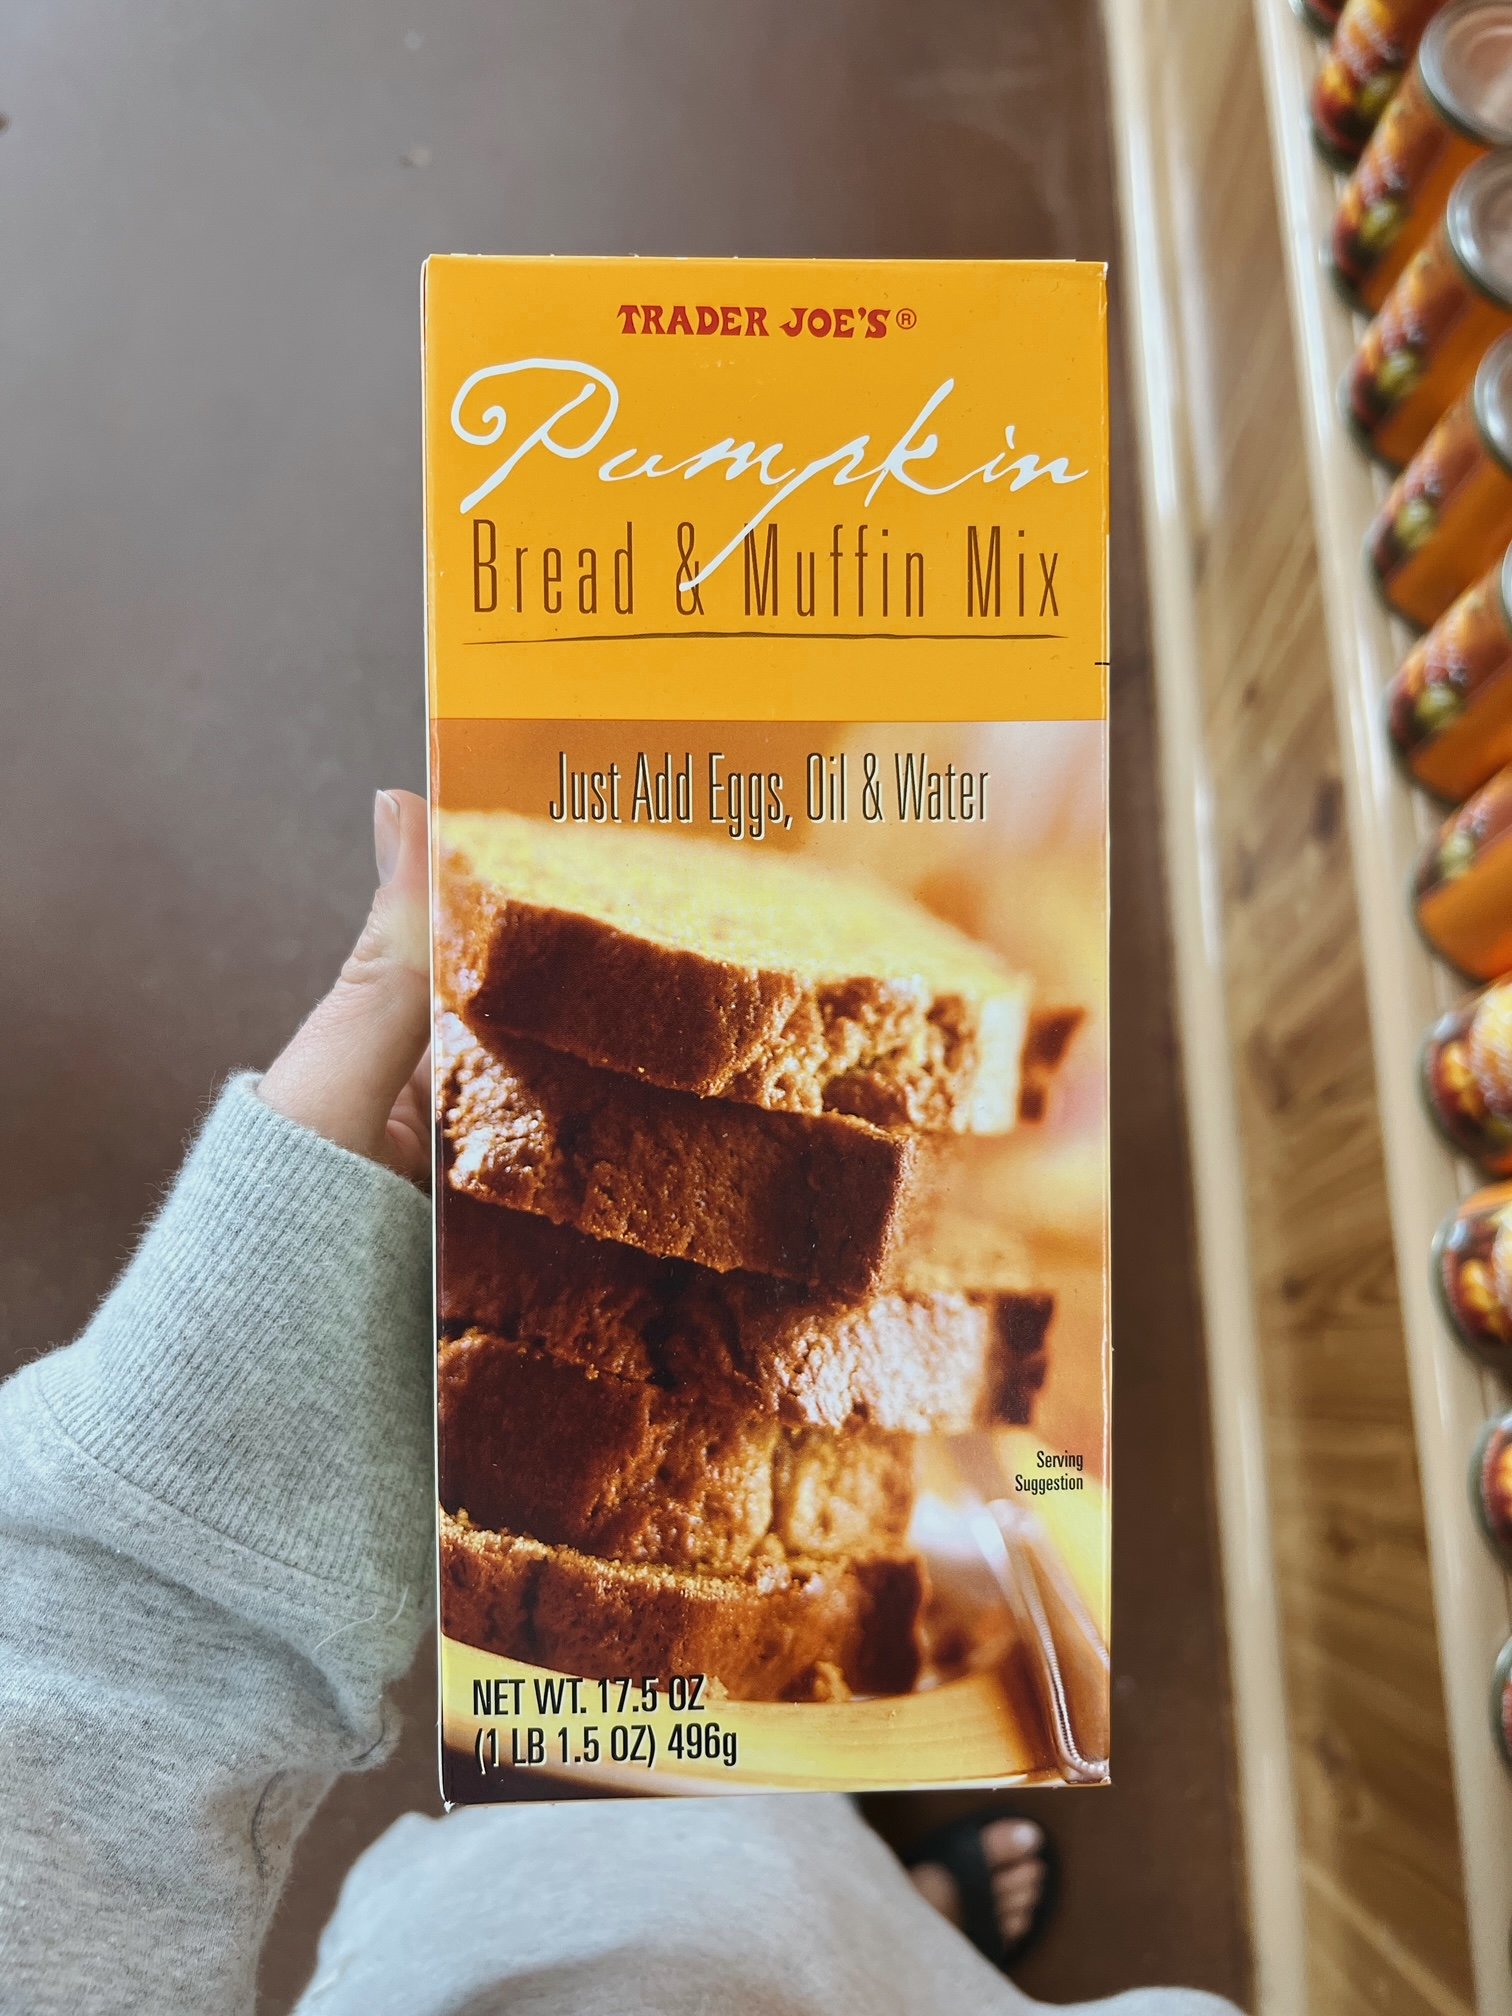 TRADER JOE'S®
Pumpkin
Bread & Muffin Mix
Just Add Eggs, Oil & Water
Serving
Suggestion
NET WT. 17.5 OZ
(1 LB 1.5 OZ) 496g